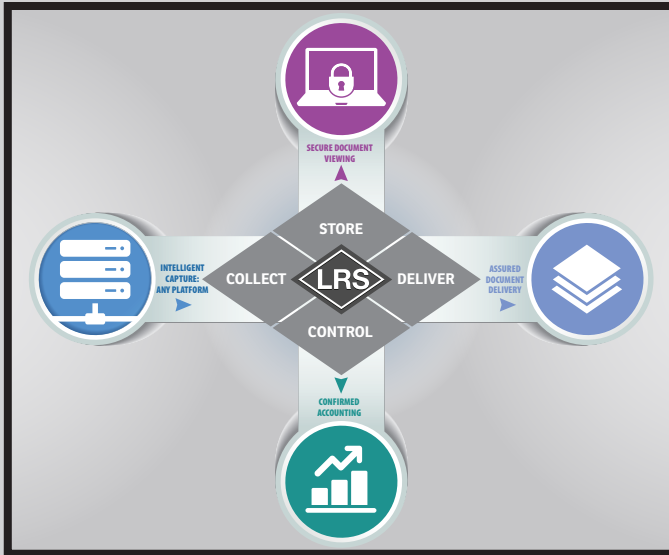 SECURE DOCUMENT
VIEWING
STORE
INTELLIGENT
CAPTURE:
ANY PLATFORM
COLLECT
LRS
DELIVER
ASSURED
DOCUMENT
DELIVERY
CONTROL
CONFIRMED
ACCOUNTING